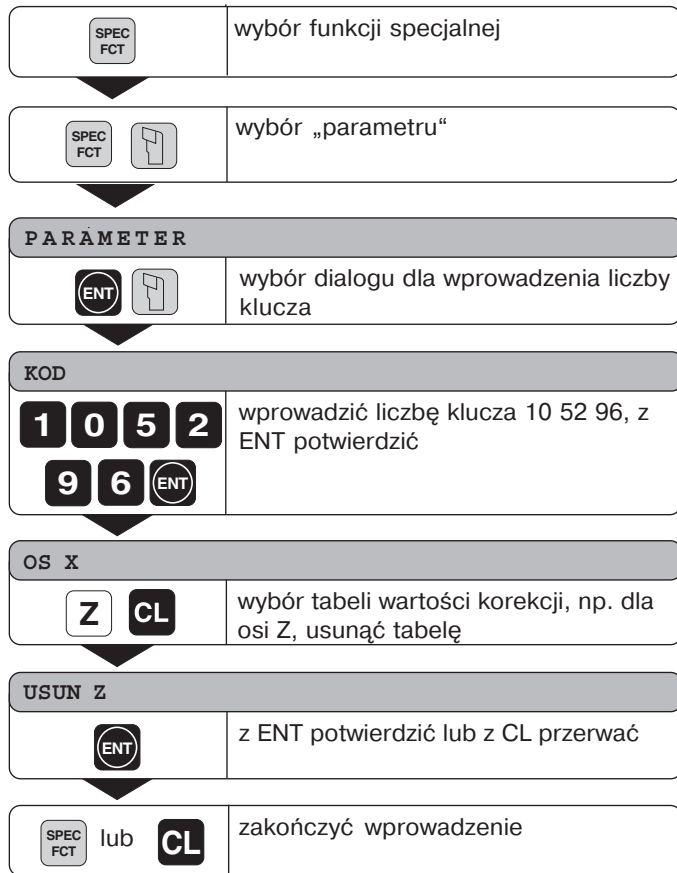 SPEC
FCT
wybór funkcji specjalnej
SPEC
FCT
wybór „parametru“
PARAMETER
ENT
wybór dialogu dla wprowadzenia liczby
klucza
KOD
1 0 5 2
9 6 ENT
wprowadzić liczbę klucza 10 52 96, z
ENT potwierdzić
OS X
Z CL
wybór tabeli wartości korekcji, np. dla
osi Z, usunąć tabelę
USUN Z
ENT
z ENT potwierdzić lub z CL przerwać
SPEC
FCT
lub CL
zakończyć wprowadzenie